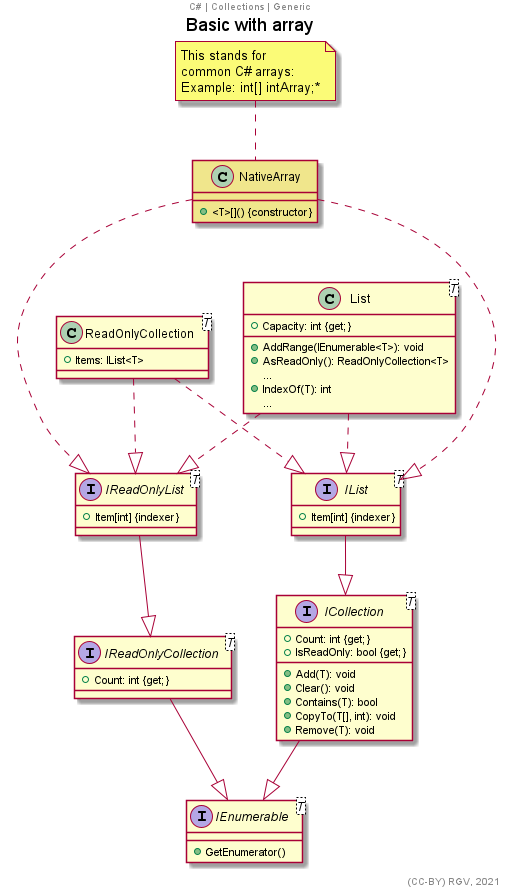 C# | Collections | Generic
Basic with array
This stands for
common C# arrays:
Example: int[] intArray;*
C NativeArray
<T>[]() {constructor}
C List T
Capacity: int {get;}
AddRange(IEnumerable<T>): void
AsReadOnly(): ReadOnlyCollection<T>
...
IndexOf(T): int
...
C ReadOnlyCollection T
Items: IList<T>
I IReadOnlyList T
Item[int] {indexer}
I IList T
Item[int] {indexer}
I ICollection T
Count: int {get;}
IsReadOnly: bool {get;}
Add(T): void
Clear(): void
Contains(T): bool
CopyTo(T[], int): void
Remove(T): void
I IReadOnlyCollection T
Count: int {get;}
I IEnumerable T
GetEnumerator()
(CC-BY) RGV, 2021